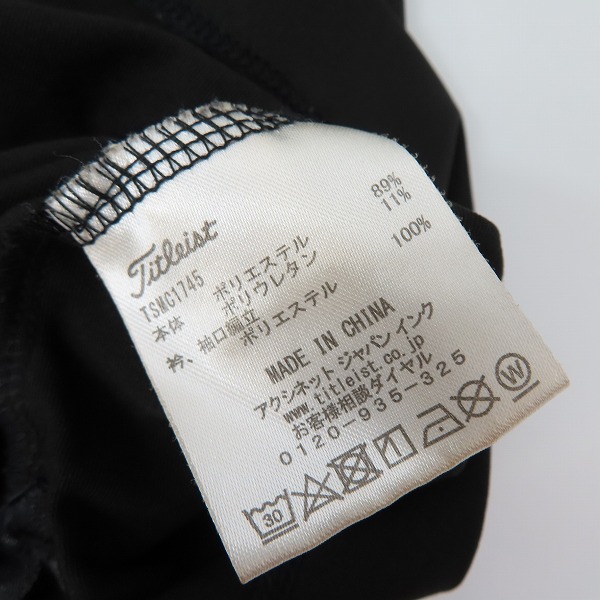 Titleist
TSMC1745
本体 ポリエステル 89%
ポリウレタン 11%
衿、袖口編立 ポリエステル 100%
MADE IN CHINA
アクシネット ジャパン インク
www.titleist.co.jp
お客様相談ダイヤル
0120-935-325
30 W